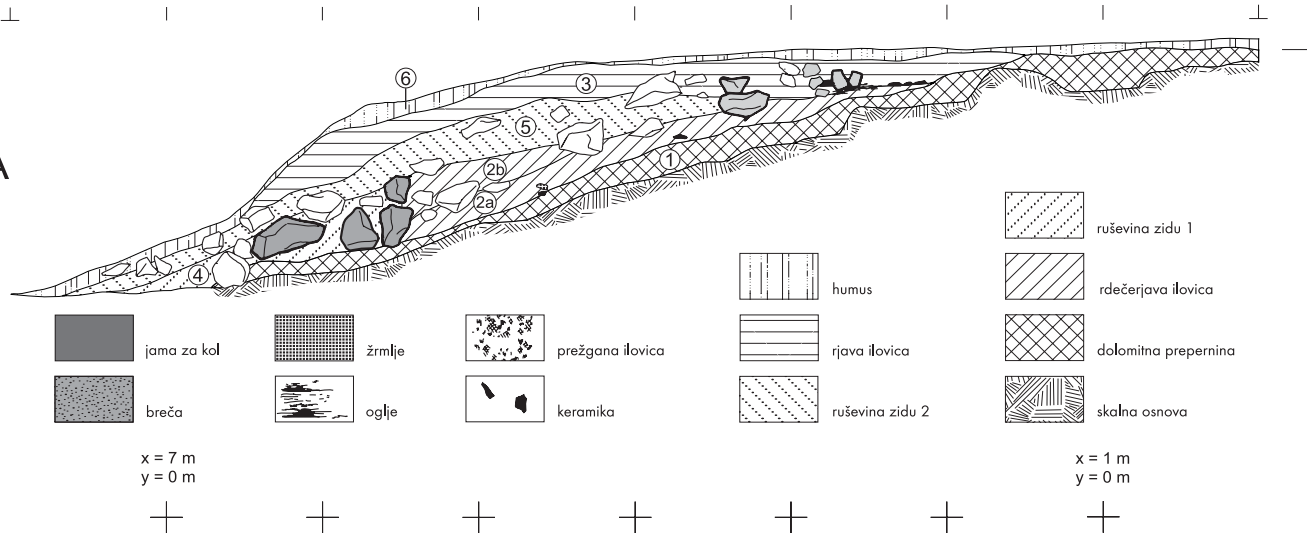 6
3
5
A
1
2b
2a
4
ruševina zidu 1
humus
rdečerjava ilovica
jama za kol
žrmlje
prežgana ilovica
rjava ilovica
dolomitna prepernina
breča
oglje
keramika
ruševina zidu 2
skalna osnova
x = 7 m
y = 0 m
x = 1 m
y = 0 m